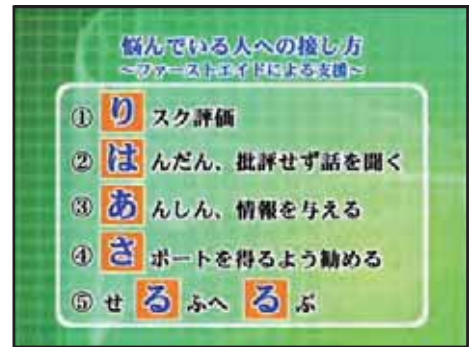 悩んでいる人への接し方
～ファーストエイドによる支援～
① りスク評価
② はんだん、批評せず話を聞く
③ あんしん、情報を与える
④ さポートを得るよう勧める
⑤ せるふへるぷ